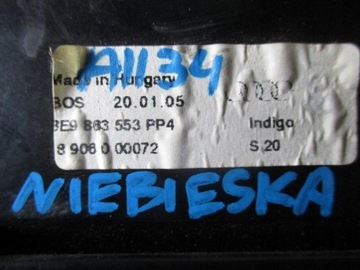 A1134
Made in Hungary
BOS 20.01.05
8E9 863 553 PP4 Indigo
8 906 0 00072 S 20
NIEBIESKA